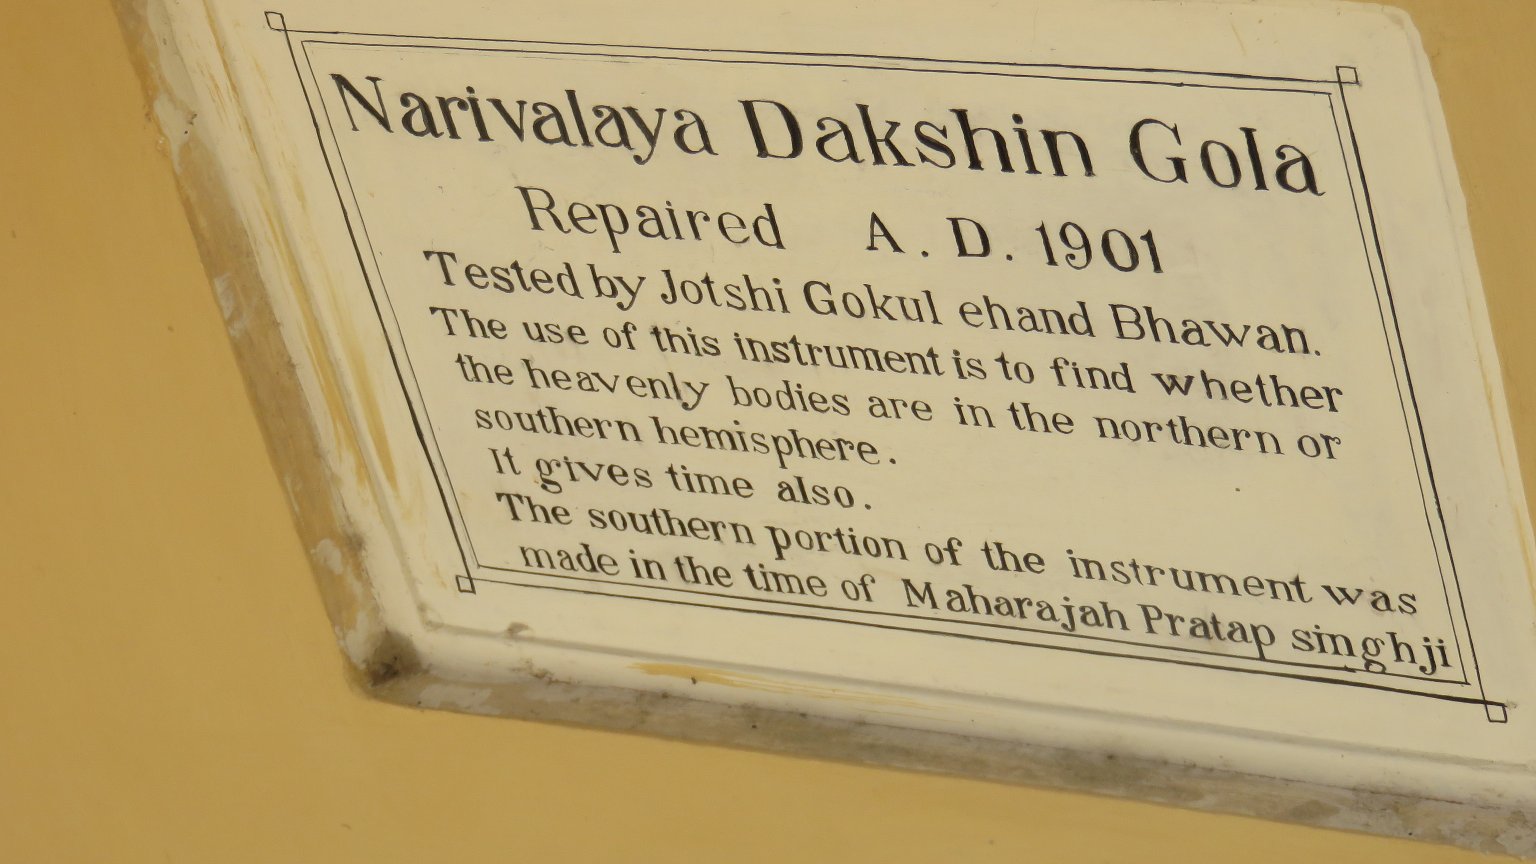 Narivalaya Dakshin Gola
Repaired A. D. 1901
Tested by Jotshi Gokul ehand Bhawan.
The use of this instrument is to find whether
the heavenly bodies are in the northern or
southern hemisphere.
It gives time also.
The southern portion of the instrument was
made in the time of Maharajah Pratap singhji